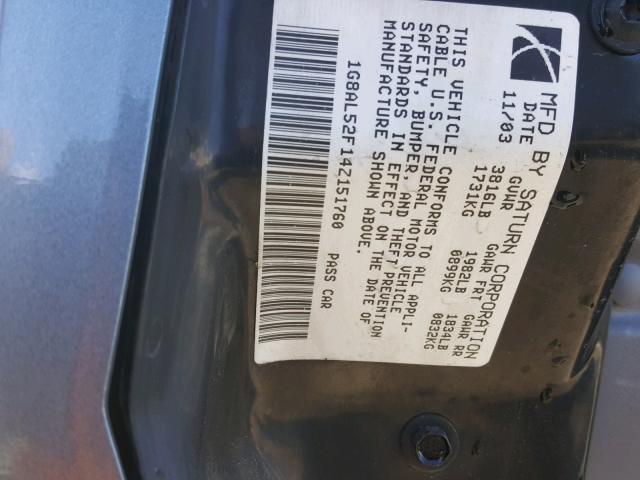 MFD BY SATURN CORPORATION
DATE GVWR GAWR FRT GAWR RR
11/03 3816LB 1982LB 1834LB
1731KG 0899KG 0832KG
THIS VEHICLE CONFORMS TO ALL APPLI-
CABLE U.S. FEDERAL MOTOR VEHICLE
SAFETY, BUMPER, AND THEFT PREVENTION
STANDARDS IN EFFECT ON THE DATE OF
MANUFACTURE SHOWN ABOVE.
1G8AL52F14Z151760 PASS CAR